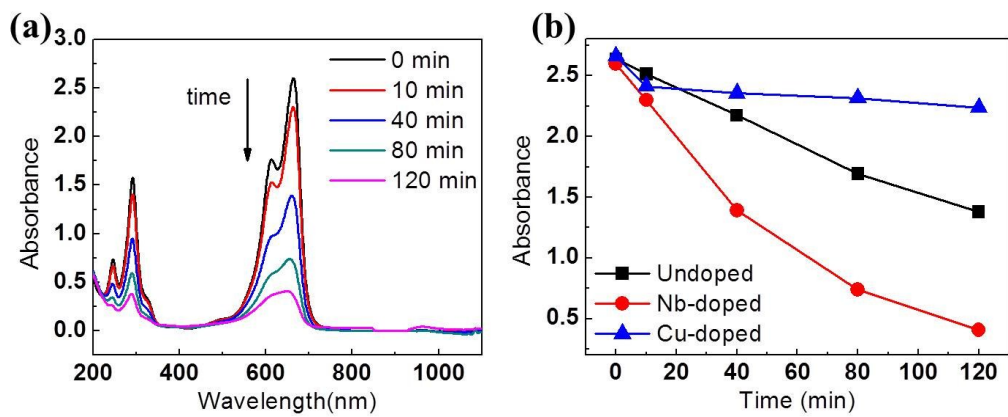 (a)
3.0
2.5
2.0
1.5
1.0
0.5
0.0
Absorbance
time
0 min
10 min
40 min
80 min
120 min
200 400 600 800 1000
Wavelength(nm)
(b)
2.5
2.0
1.5
1.0
0.5
Absorbance
Undoped
Nb-doped
Cu-doped
0 20 40 60 80 100 120
Time (min)